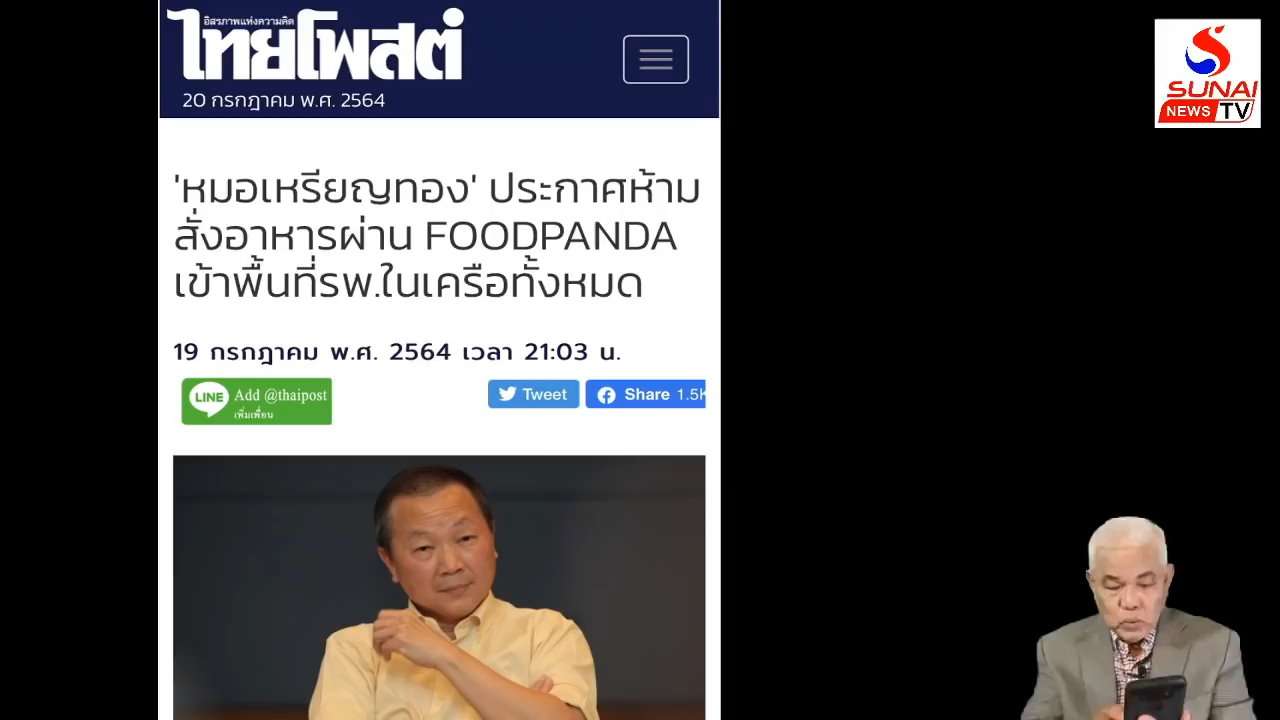 อิสรภาพแห่งความคิด
ไทยโพสต์
20 กรกฎาคม พ.ศ. 2564
'หมอเหรียญทอง' ประกาศห้าม
สั่งอาหารผ่าน FOODPANDA
เข้าพื้นที่รพ.ในเครือทั้งหมด
19 กรกฎาคม พ.ศ. 2564 เวลา 21:03 น.
LINE Add @thaipost
เพิ่มเพื่อน
Tweet
Share 1.5K
SUNAI
NEWS TV